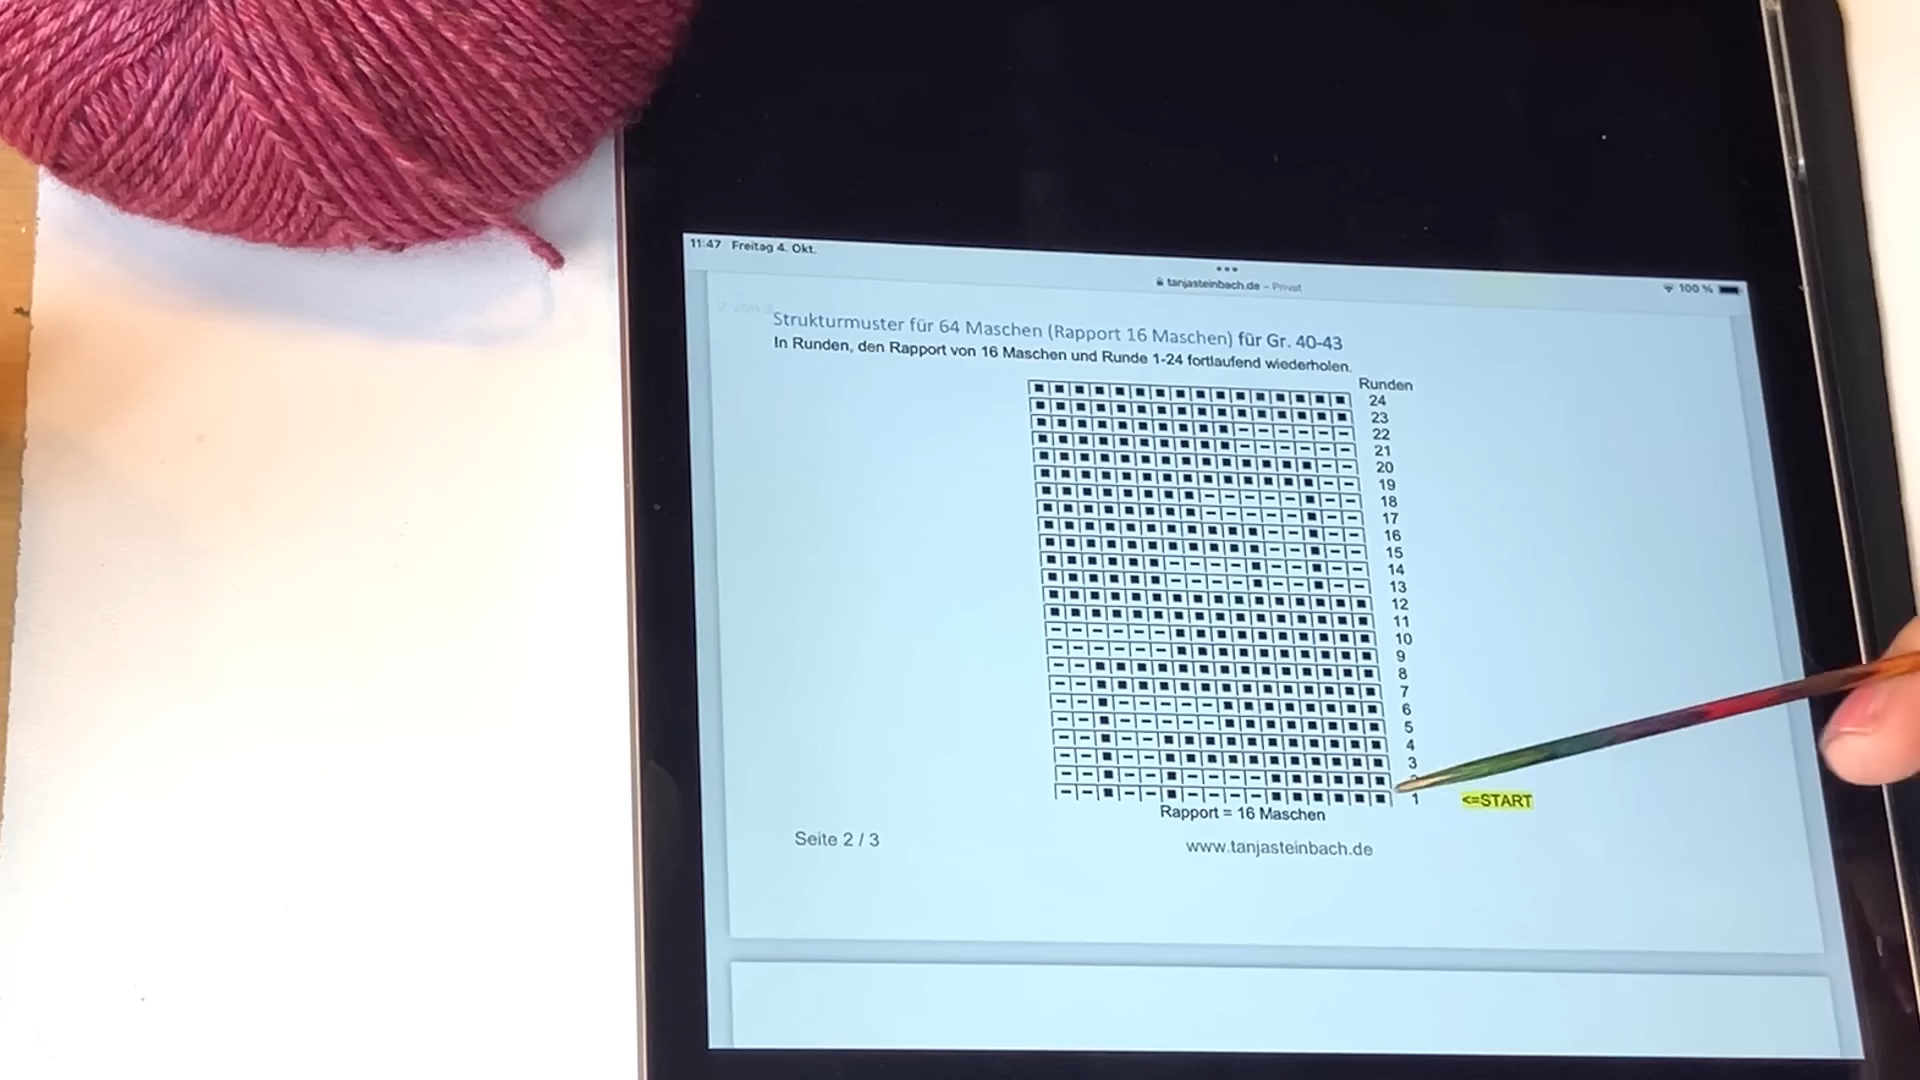 11:47 Freitag 4. Okt.
tanjasteinbach.de – Privat
100 %
2 von 3
Strukturmuster für 64 Maschen (Rapport 16 Maschen) für Gr. 40-43
In Runden, den Rapport von 16 Maschen und Runde 1-24 fortlaufend wiederholen.
Runden
24
23
22
21
20
19
18
17
16
15
14
13
12
11
10
9
8
7
6
5
4
3
1 <=START
Rapport = 16 Maschen
Seite 2 / 3 www.tanjasteinbach.de